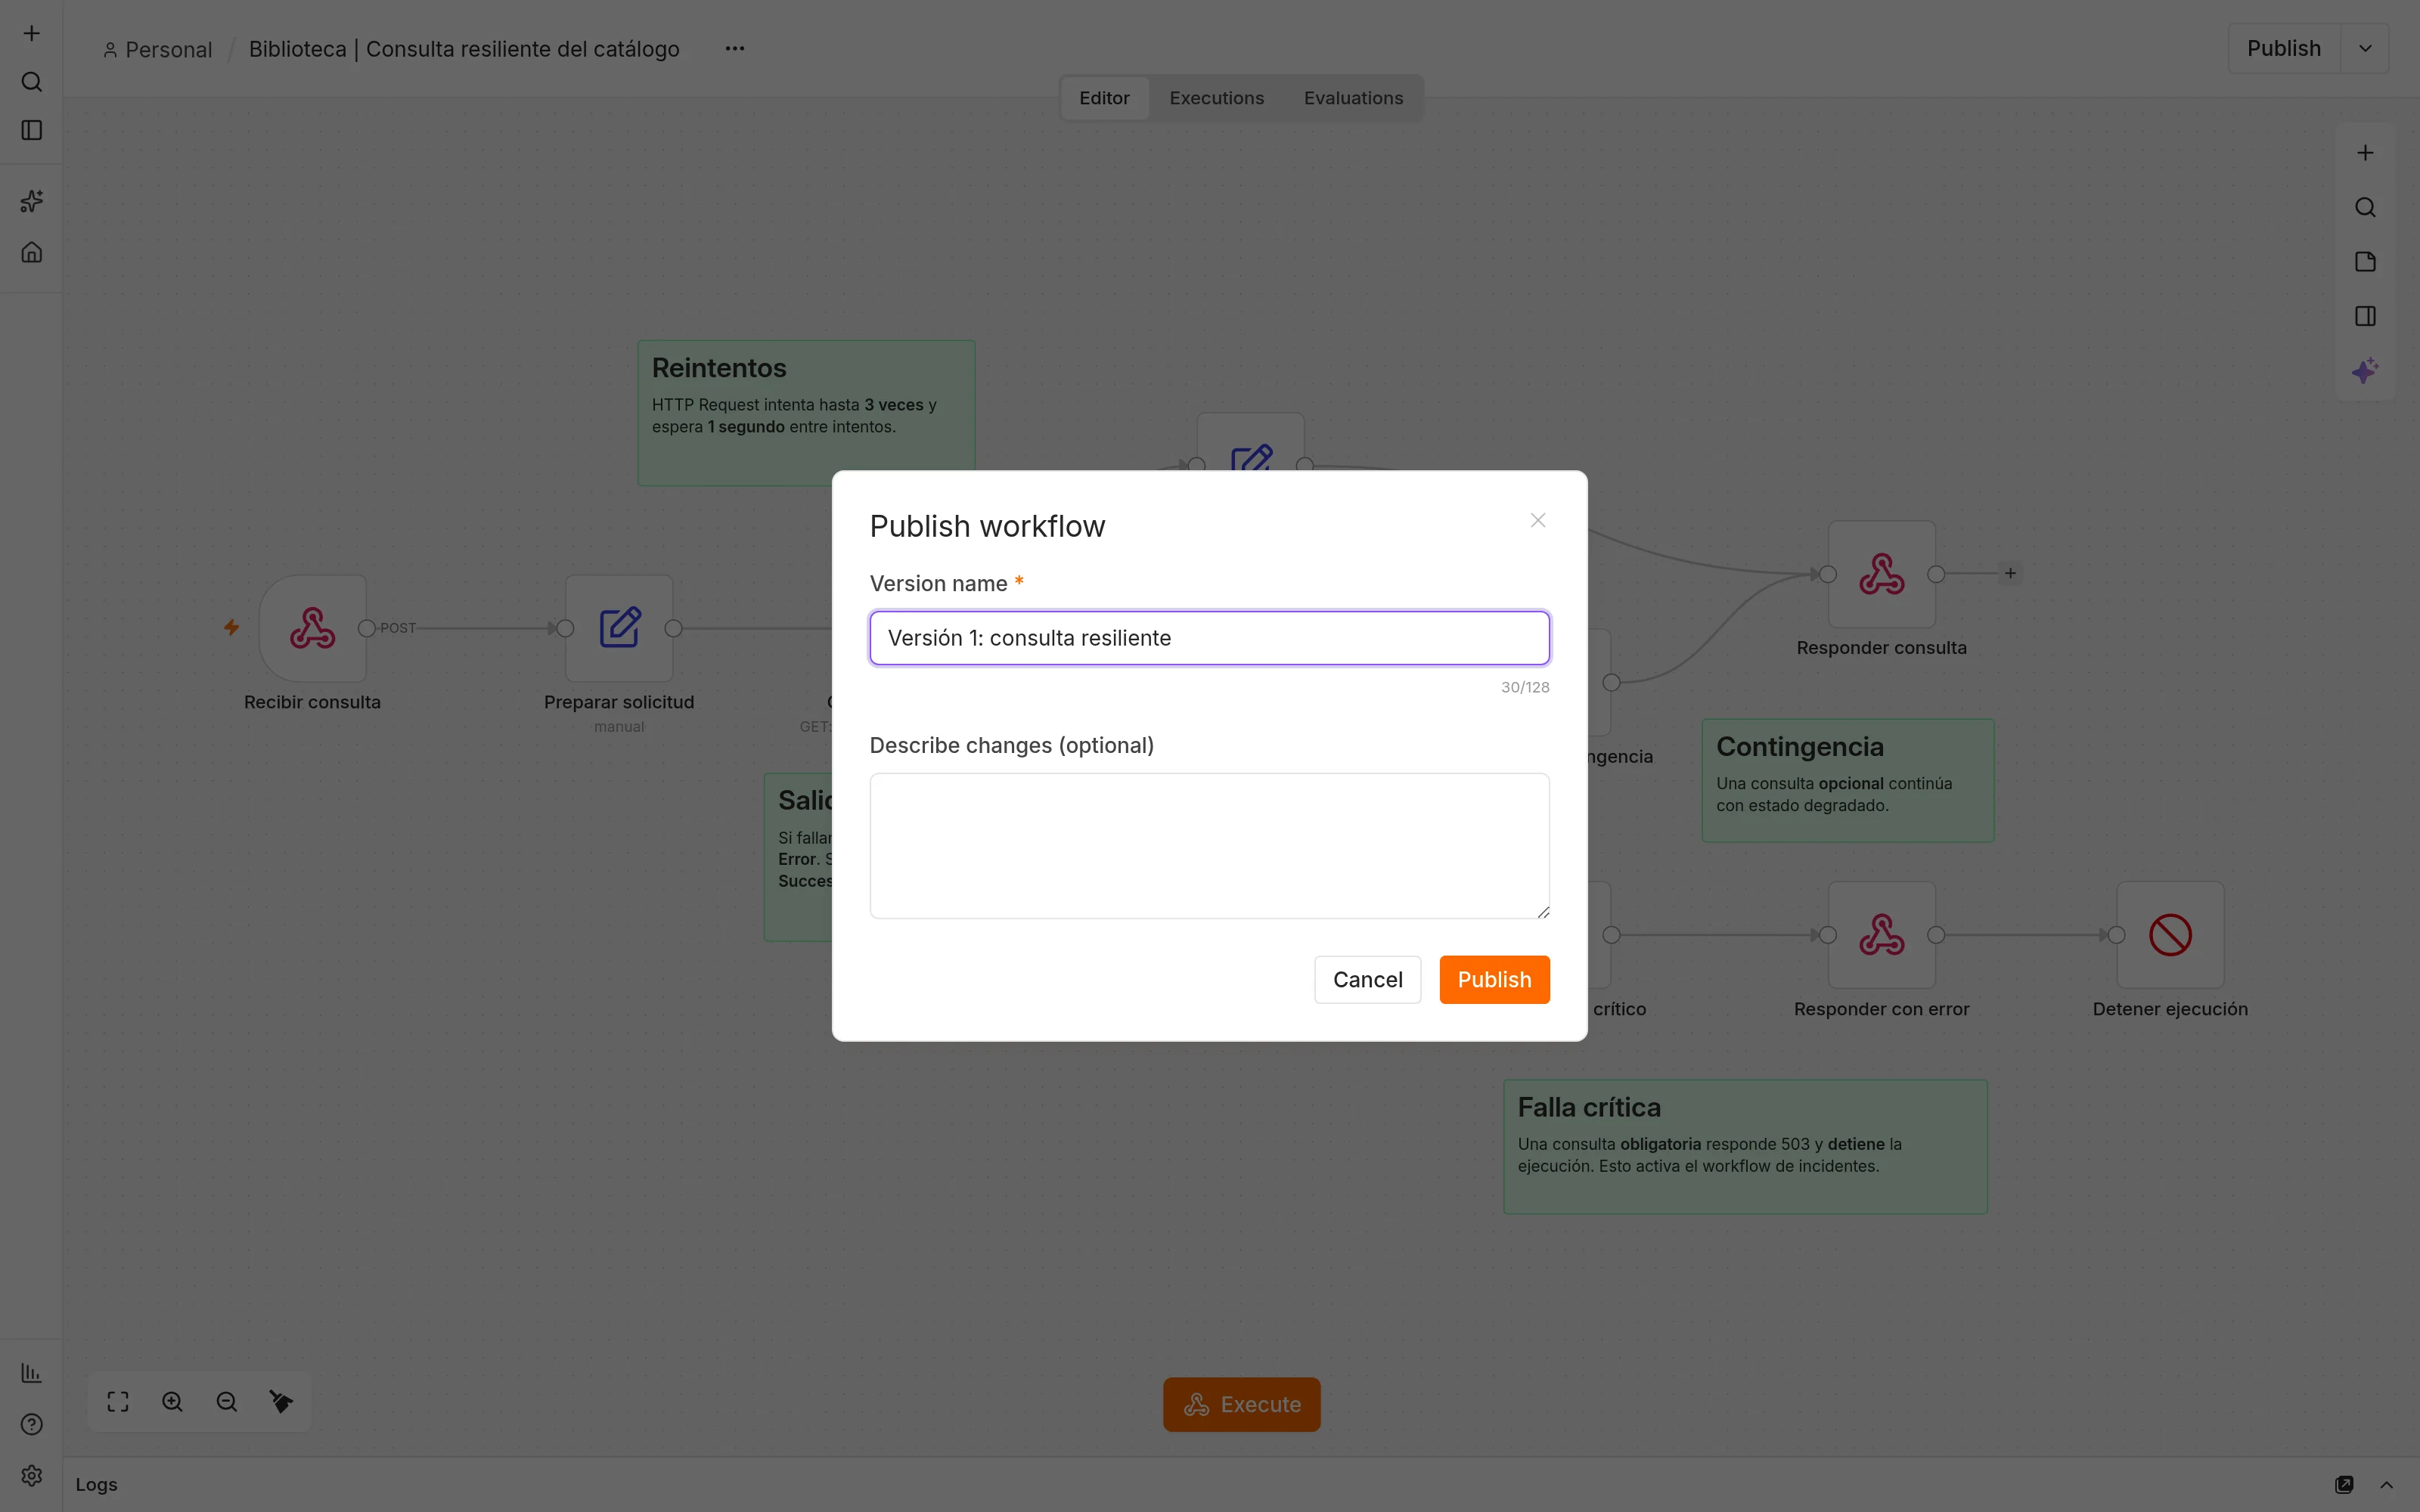 Personal / Biblioteca | Consulta resiliente del catálogo
Publish
Editor Executions Evaluations
Reintentos
HTTP Request intenta hasta 3 veces y
espera 1 segundo entre intentos.
Publish workflow
Version name *
Versión 1: consulta resiliente
30/128
Describe changes (optional)
Cancel Publish
POST
Recibir consulta
Preparar solicitud
manual
GET:
Responder consulta
Contingencia
Una consulta opcional continúa
con estado degradado.
Si
Error.
crítico
Responder con error
Detener ejecución
Falla crítica
Una consulta obligatoria responde 503 y detiene la
ejecución. Esto activa el workflow de incidentes.
Execute
Logs